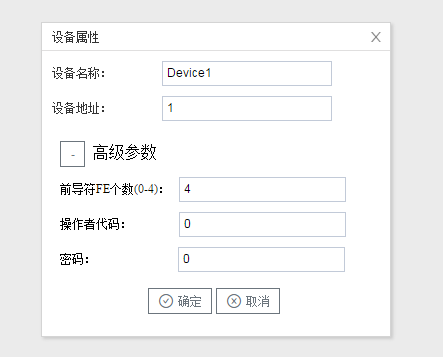 设备属性
设备名称： Device1
设备地址： 1
- 高级参数
前导符FE个数(0-4)： 4
操作者代码： 0
密码： 0
确定 取消